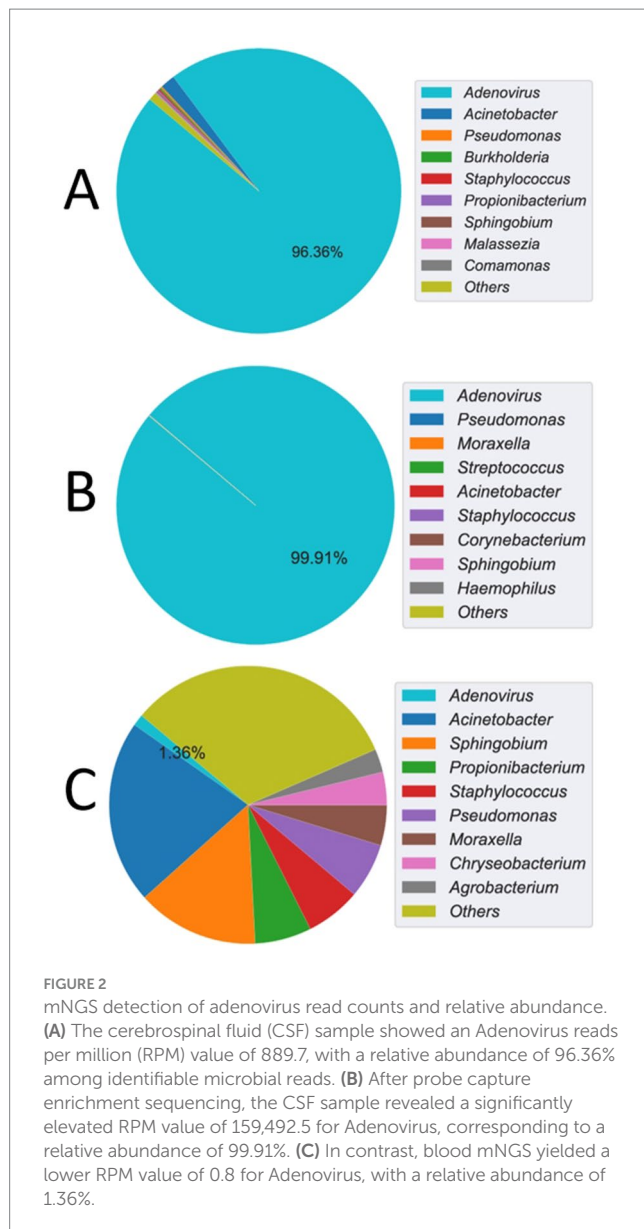 A
96.36%
Adenovirus
Acinetobacter
Pseudomonas
Burkholderia
Staphylococcus
Propionibacterium
Sphingobium
Malassezia
Comamonas
Others
B
99.91%
Adenovirus
Pseudomonas
Moraxella
Streptococcus
Acinetobacter
Staphylococcus
Corynebacterium
Sphingobium
Haemophilus
Others
C
1.36%
Adenovirus
Acinetobacter
Sphingobium
Propionibacterium
Staphylococcus
Pseudomonas
Moraxella
Chryseobacterium
Agrobacterium
Others
FIGURE 2
mNGS detection of adenovirus read counts and relative abundance.
(A) The cerebrospinal fluid (CSF) sample showed an Adenovirus reads
per million (RPM) value of 889.7, with a relative abundance of 96.36%
among identifiable microbial reads. (B) After probe capture
enrichment sequencing, the CSF sample revealed a significantly
elevated RPM value of 159,492.5 for Adenovirus, corresponding to a
relative abundance of 99.91%. (C) In contrast, blood mNGS yielded a
lower RPM value of 0.8 for Adenovirus, with a relative abundance of
1.36%.